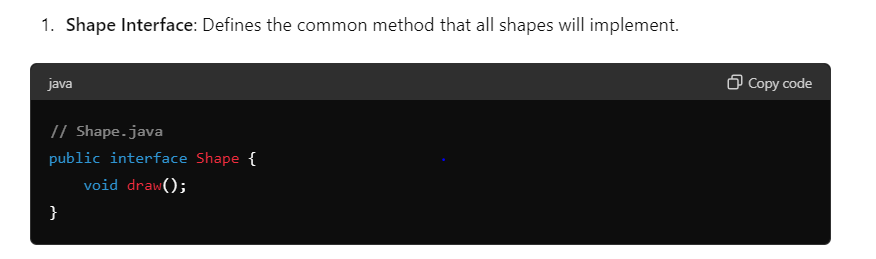 1. Shape Interface: Defines the common method that all shapes will implement.
java
Copy code
// Shape.java
public interface Shape {
    void draw();
}